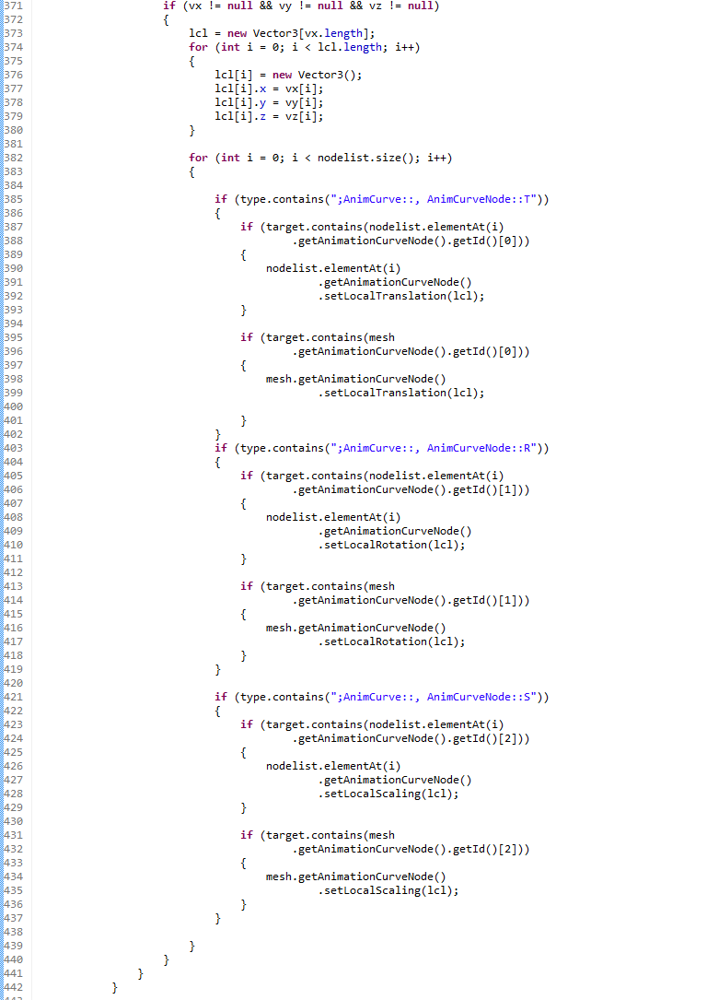 371 if (vx != null && vy != null && vz != null)
372 {
373 lcl = new Vector3[vx.length];
374 for (int i = 0; i < lcl.length; i++)
375 {
376 lcl[i] = new Vector3();
377 lcl[i].x = vx[i];
378 lcl[i].y = vy[i];
379 lcl[i].z = vz[i];
380 }
381
382 for (int i = 0; i < nodelist.size(); i++)
383 {
384
385 if (type.contains(";AnimCurve::, AnimCurveNode::T"))
386 {
387 if (target.contains(nodelist.elementAt(i)
388 .getAnimationCurveNode().getId()[0]))
389 {
390 nodelist.elementAt(i)
391 .getAnimationCurveNode()
392 .setLocalTranslation(lcl);
393 }
394
395 if (target.contains(mesh
396 .getAnimationCurveNode().getId()[0]))
397 {
398 mesh.getAnimationCurveNode()
399 .setLocalTranslation(lcl);
400
401 }
402 }
403 if (type.contains(";AnimCurve::, AnimCurveNode::R"))
404 {
405 if (target.contains(nodelist.elementAt(i)
406 .getAnimationCurveNode().getId()[1]))
407 {
408 nodelist.elementAt(i)
409 .getAnimationCurveNode()
410 .setLocalRotation(lcl);
411 }
412
413 if (target.contains(mesh
414 .getAnimationCurveNode().getId()[1]))
415 {
416 mesh.getAnimationCurveNode()
417 .setLocalRotation(lcl);
418 }
419 }
420
421 if (type.contains(";AnimCurve::, AnimCurveNode::S"))
422 {
423 if (target.contains(nodelist.elementAt(i)
424 .getAnimationCurveNode().getId()[2]))
425 {
426 nodelist.elementAt(i)
427 .getAnimationCurveNode()
428 .setLocalScaling(lcl);
429 }
430
431 if (target.contains(mesh
432 .getAnimationCurveNode().getId()[2]))
433 {
434 mesh.getAnimationCurveNode()
435 .setLocalScaling(lcl);
436 }
437 }
438
439 }
440 }
441 }
442 }